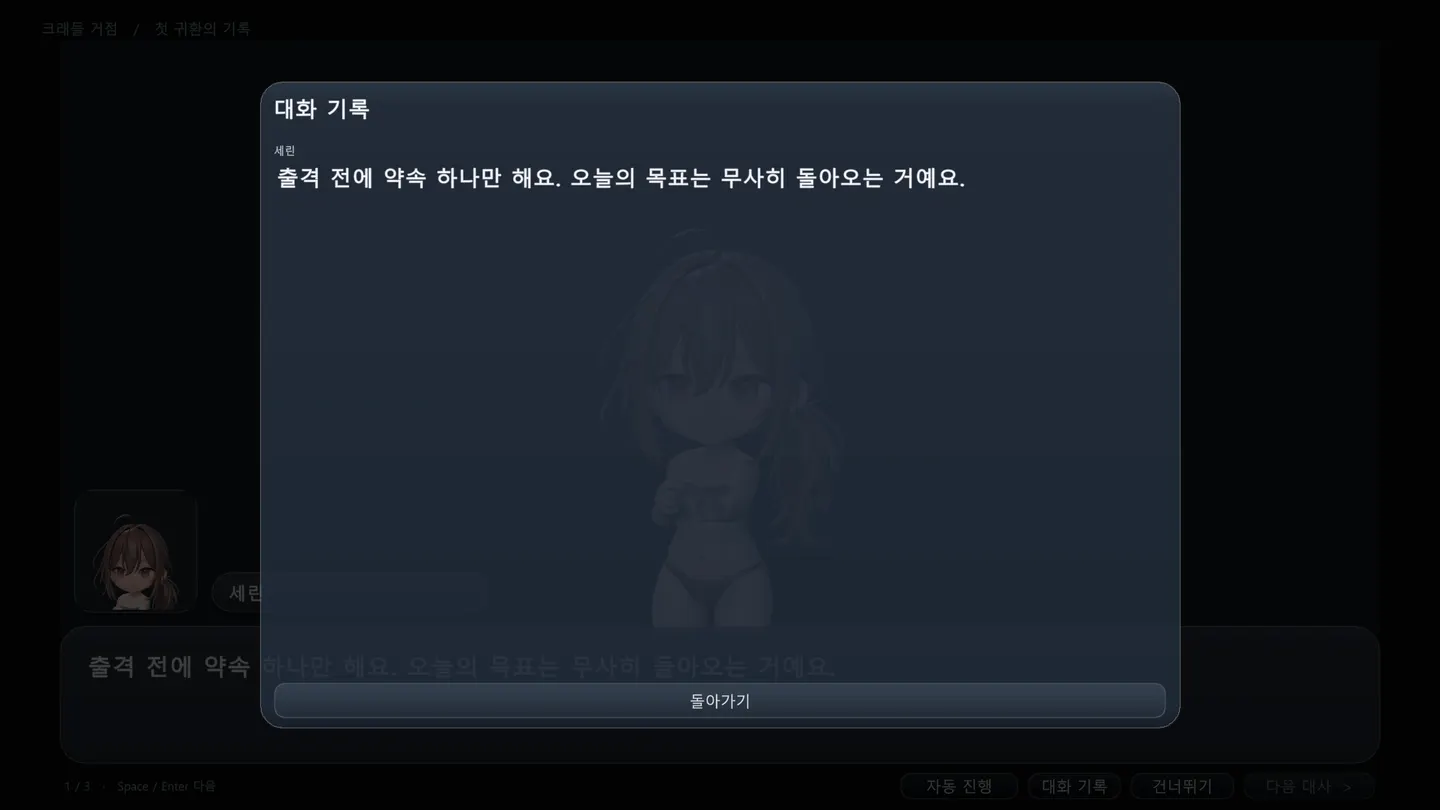 크래들 거점 / 첫 귀환의 기록
대화 기록
세린
출격 전에 약속 하나만 해요. 오늘의 목표는 무사히 돌아오는 거예요.
세린
출격 전에 약속 하나만 해요. 오늘의 목표는 무사히 돌아오는 거예요.
돌아가기
1 / 3 · Space / Enter 다음
자동 진행
대화 기록
건너뛰기
다음 대사 >